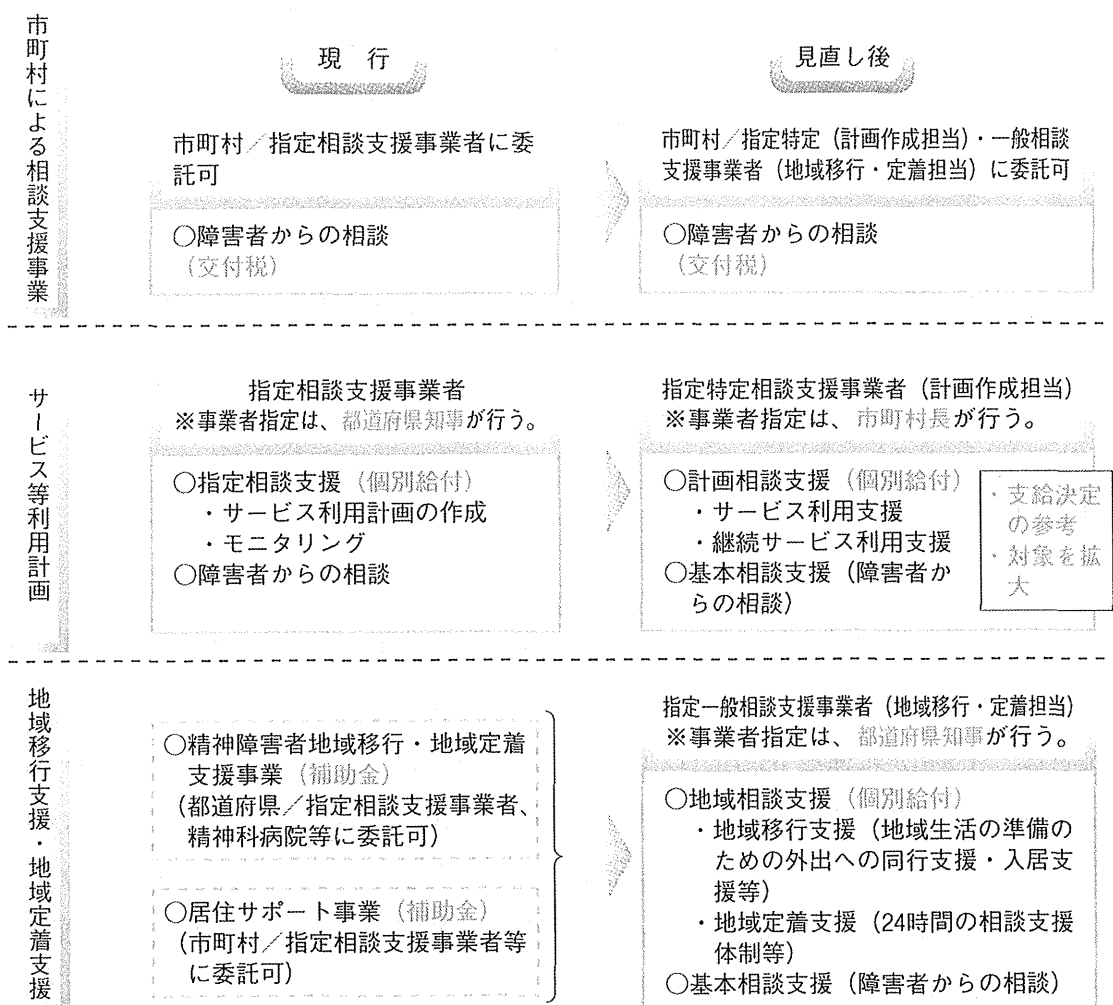 市町村による相談支援事業
現　行
市町村／指定相談支援事業者に委
託可
○障害者からの相談
（交付税）
見直し後
市町村／指定特定（計画作成担当）・一般相談
支援事業者（地域移行・定着担当）に委託可
○障害者からの相談
（交付税）
サービス等利用計画
指定相談支援事業者
※事業者指定は、都道府県知事が行う。
○指定相談支援（個別給付）
・サービス利用計画の作成
・モニタリング
○障害者からの相談
指定特定相談支援事業者（計画作成担当）
※事業者指定は、市町村長が行う。
○計画相談支援（個別給付）
・サービス利用支援
・継続サービス利用支援
○基本相談支援（障害者か
らの相談）
・支給決定
の参考
・対象を拡
大
地域移行支援・地域定着支援
○精神障害者地域移行・地域定着
支援事業（補助金）
（都道府県／指定相談支援事業者、
精神科病院等に委託可）
○居住サポート事業（補助金）
（市町村／指定相談支援事業者等
に委託可）
指定一般相談支援事業者（地域移行・定着担当）
※事業者指定は、都道府県知事が行う。
○地域相談支援（個別給付）
・地域移行支援（地域生活の準備の
ための外出への同行支援・入居支
援等）
・地域定着支援（24時間の相談支援
体制等）
○基本相談支援（障害者からの相談）